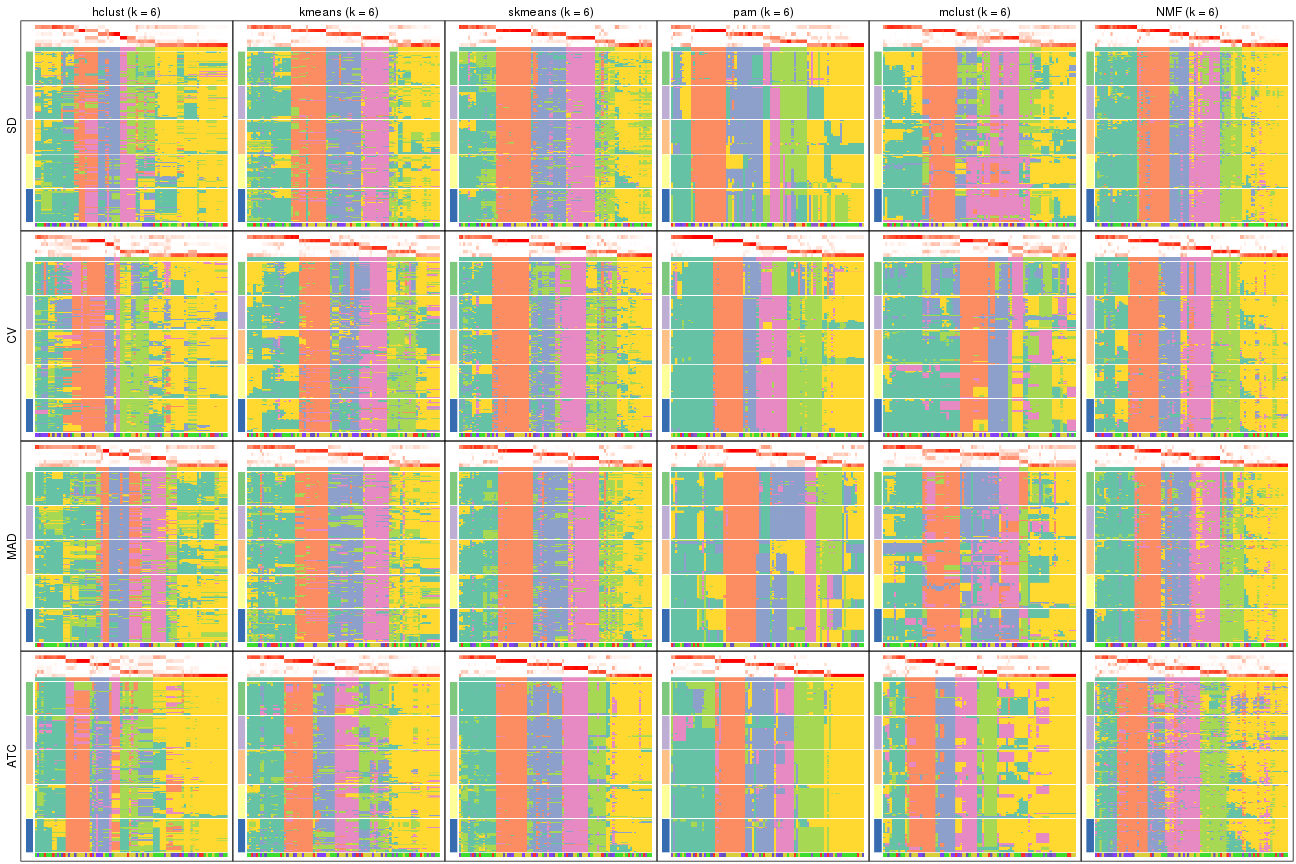 hclust (k = 6) kmeans (k = 6) skmeans (k = 6) pam (k = 6) mclust (k = 6) NMF (k = 6)
SD
CV
MAD
ATC